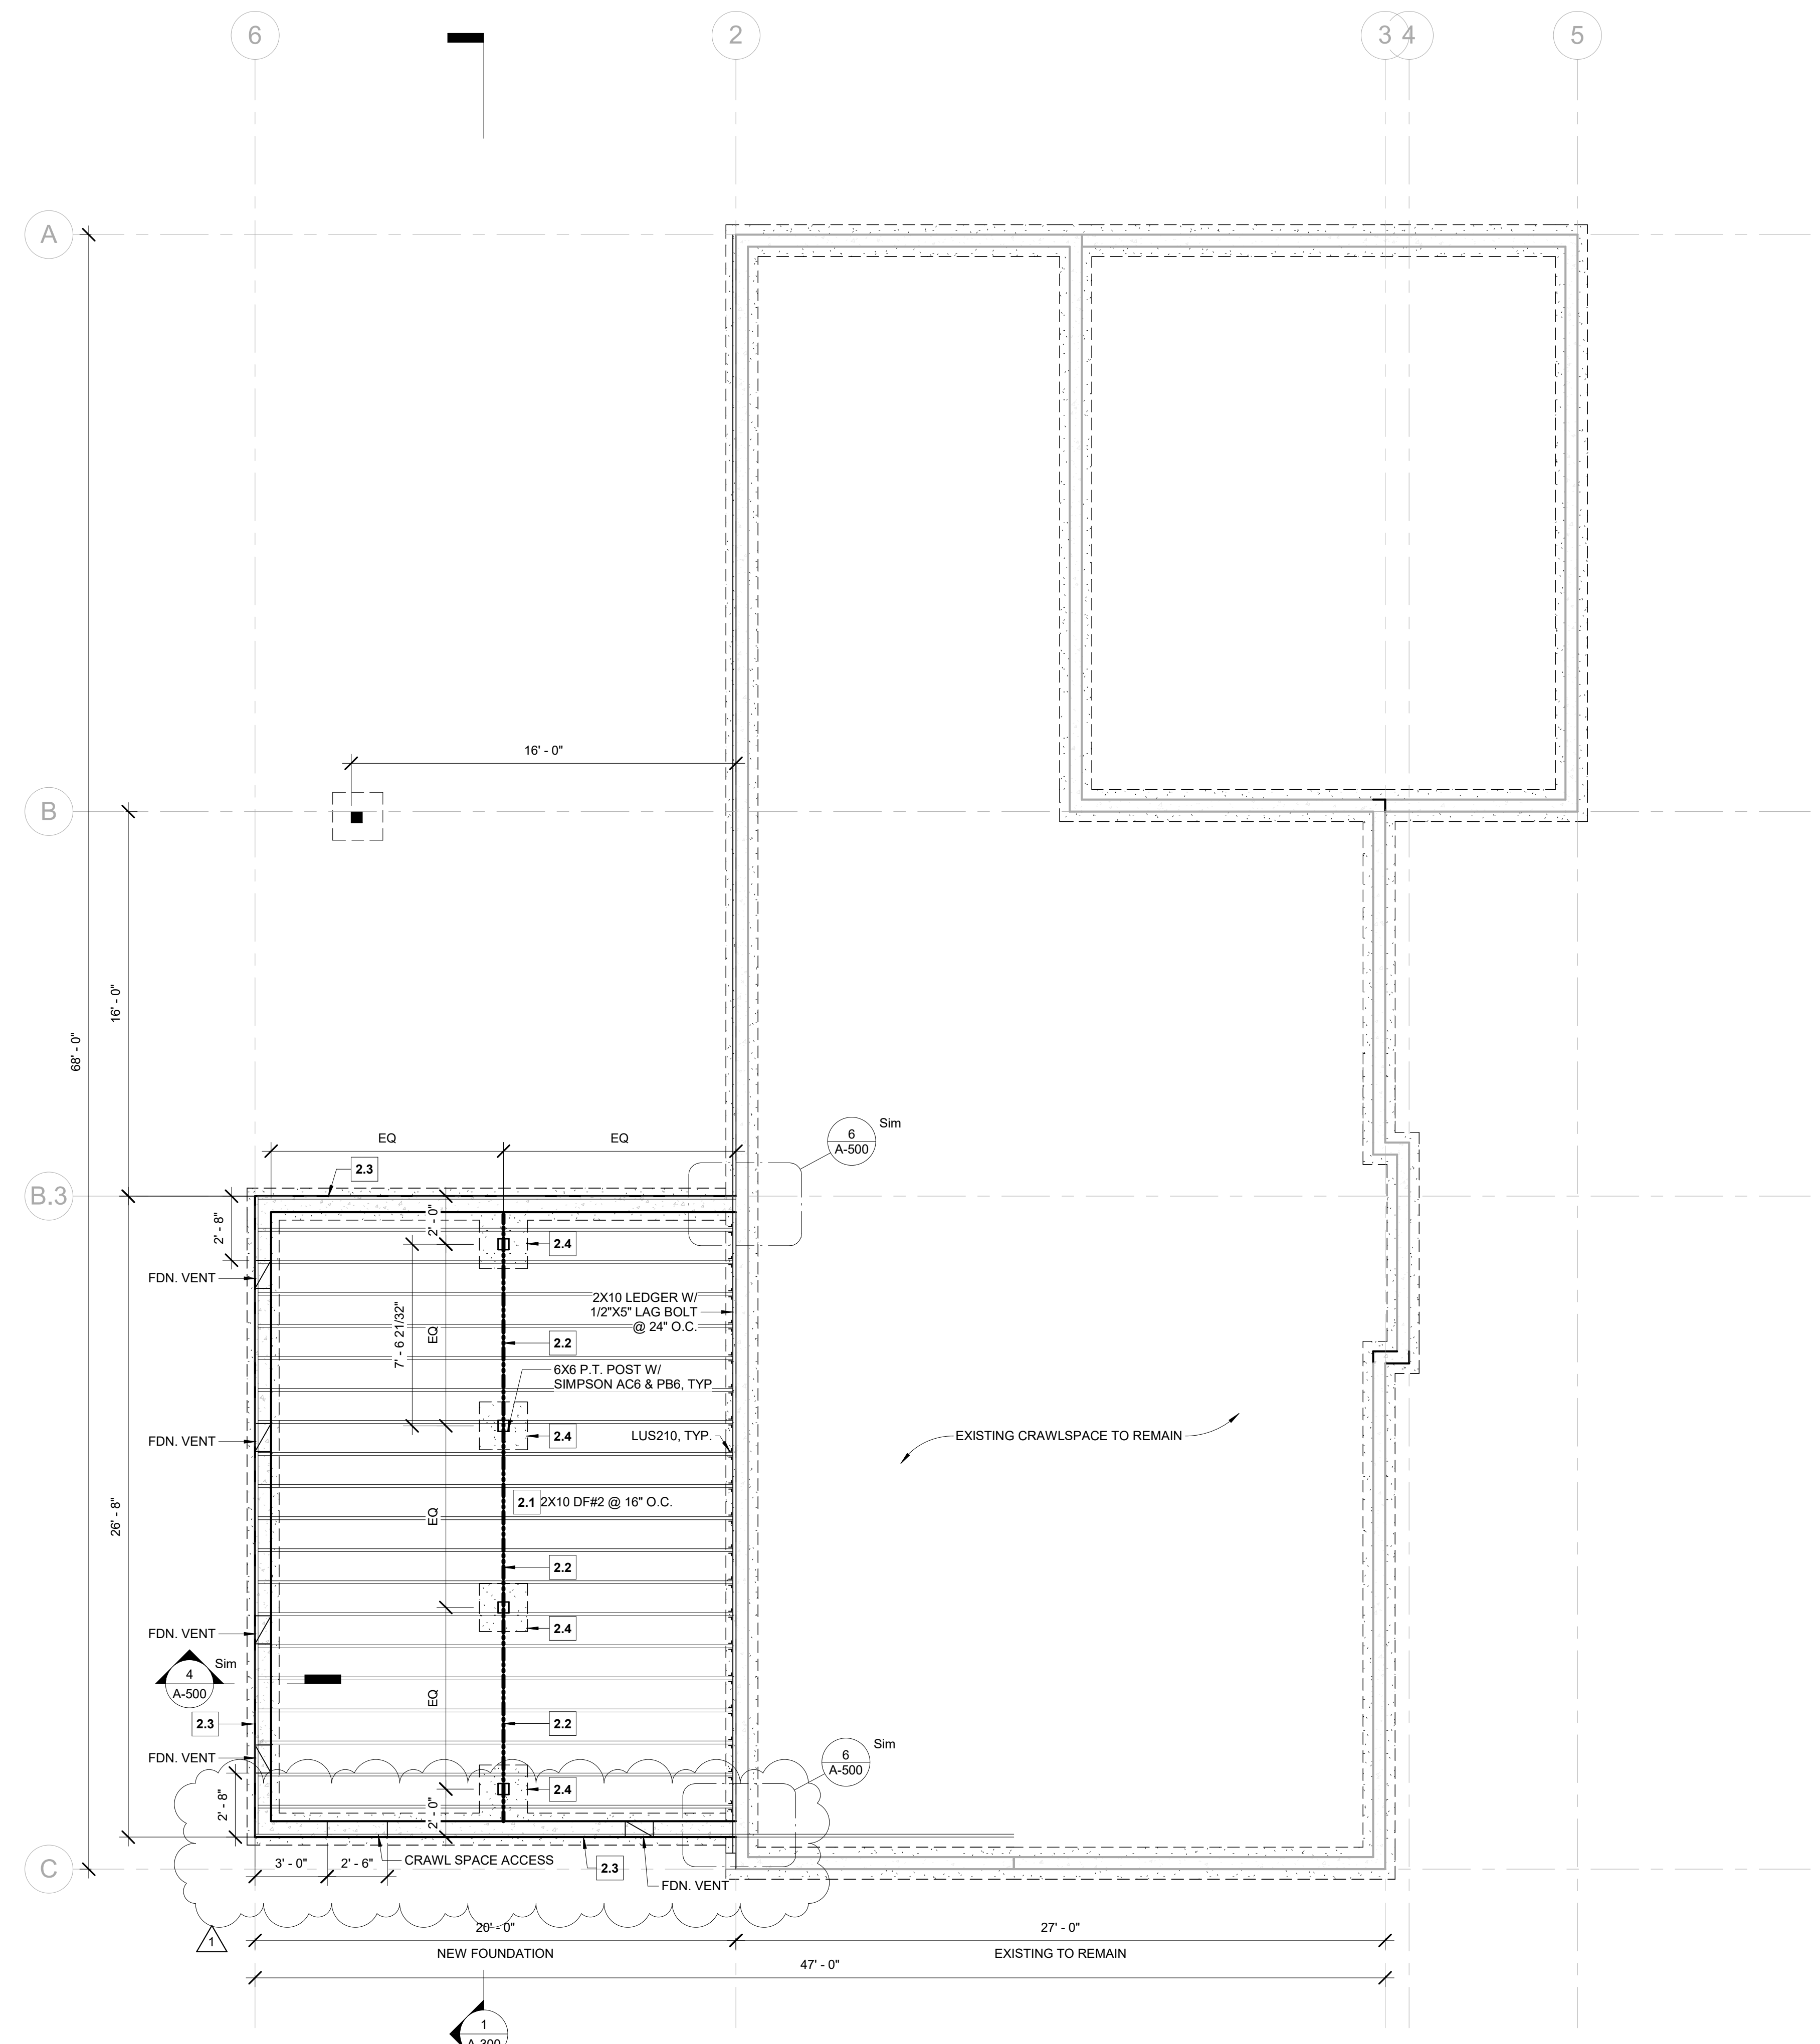 6
2
3
4
5
A
16' - 0"
B
16' - 0"
68' - 0"
6
A-500
Sim
EQ
EQ
2.3
B.3
2' - 8"
2' - 0"
2.4
FDN. VENT
2X10 LEDGER W/
1/2"X5" LAG BOLT
@ 24" O.C.
7' - 6 21/32"
EQ
2.2
6X6 P.T. POST W/
SIMPSON AC6 & PB6, TYP
FDN. VENT
2.4
LUS210, TYP.
EXISTING CRAWLSPACE TO REMAIN
26' - 8"
EQ
2.1 2X10 DF#2 @ 16" O.C.
2.2
FDN. VENT
2.4
4
A-500
Sim
EQ
2.3
2.2
FDN. VENT
6
A-500
Sim
2' - 8"
2' - 0"
2.4
C
3' - 0"
2' - 6"
CRAWL SPACE ACCESS
2.3
FDN. VENT
1
20' - 0"
NEW FOUNDATION
27' - 0"
EXISTING TO REMAIN
47' - 0"
1
A-300